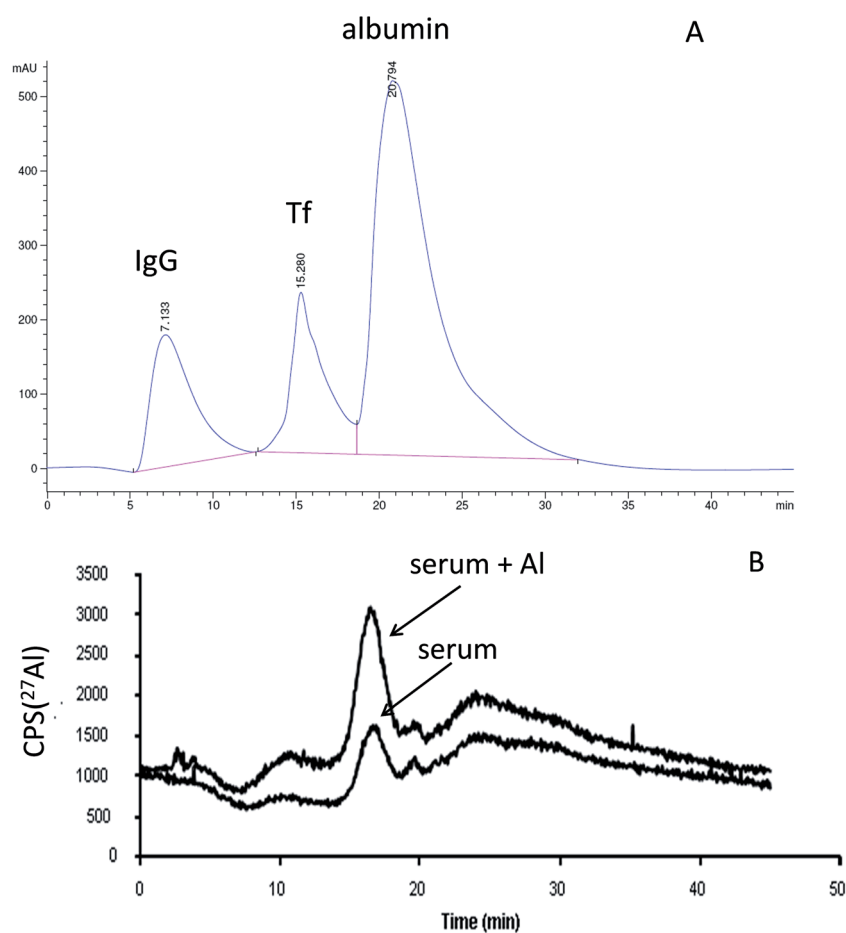 albumin
A
mAU
20.794
500
400
Tf
300
15.280
IgG
7.133
200
100
0
0 5 10 15 20 25 30 35 40 min
B
serum + Al
serum
CPS(²⁷Al)
3500
3000
2500
2000
1500
1000
500
0
0 10 20 30 40 50
Time (min)